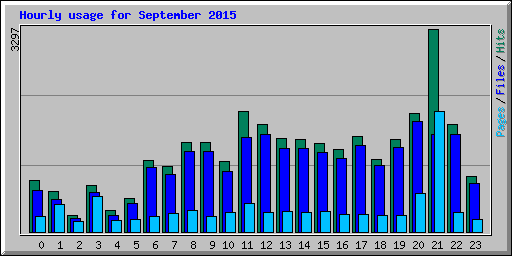 Hourly usage for September 2015
3297
Pages / Files / Hits
0 1 2 3 4 5 6 7 8 9 10 11 12 13 14 15 16 17 18 19 20 21 22 23